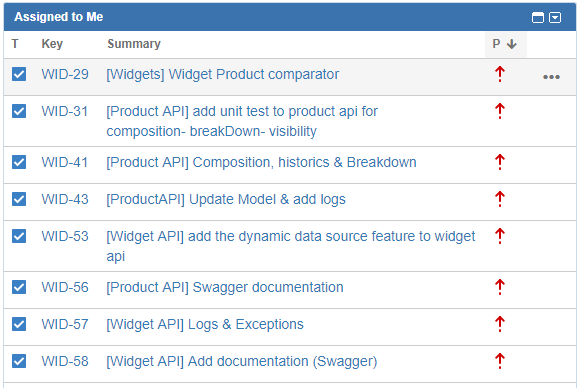 Assigned to Me
T Key Summary P
WID-29 [Widgets] Widget Product comparator
WID-31 [Product API] add unit test to product api for
composition- breakDown- visibility
WID-41 [Product API] Composition, historics & Breakdown
WID-43 [ProductAPI] Update Model & add logs
WID-53 [Widget API] add the dynamic data source feature to widget
api
WID-56 [Product API] Swagger documentation
WID-57 [Widget API] Logs & Exceptions
WID-58 [Widget API] Add documentation (Swagger)